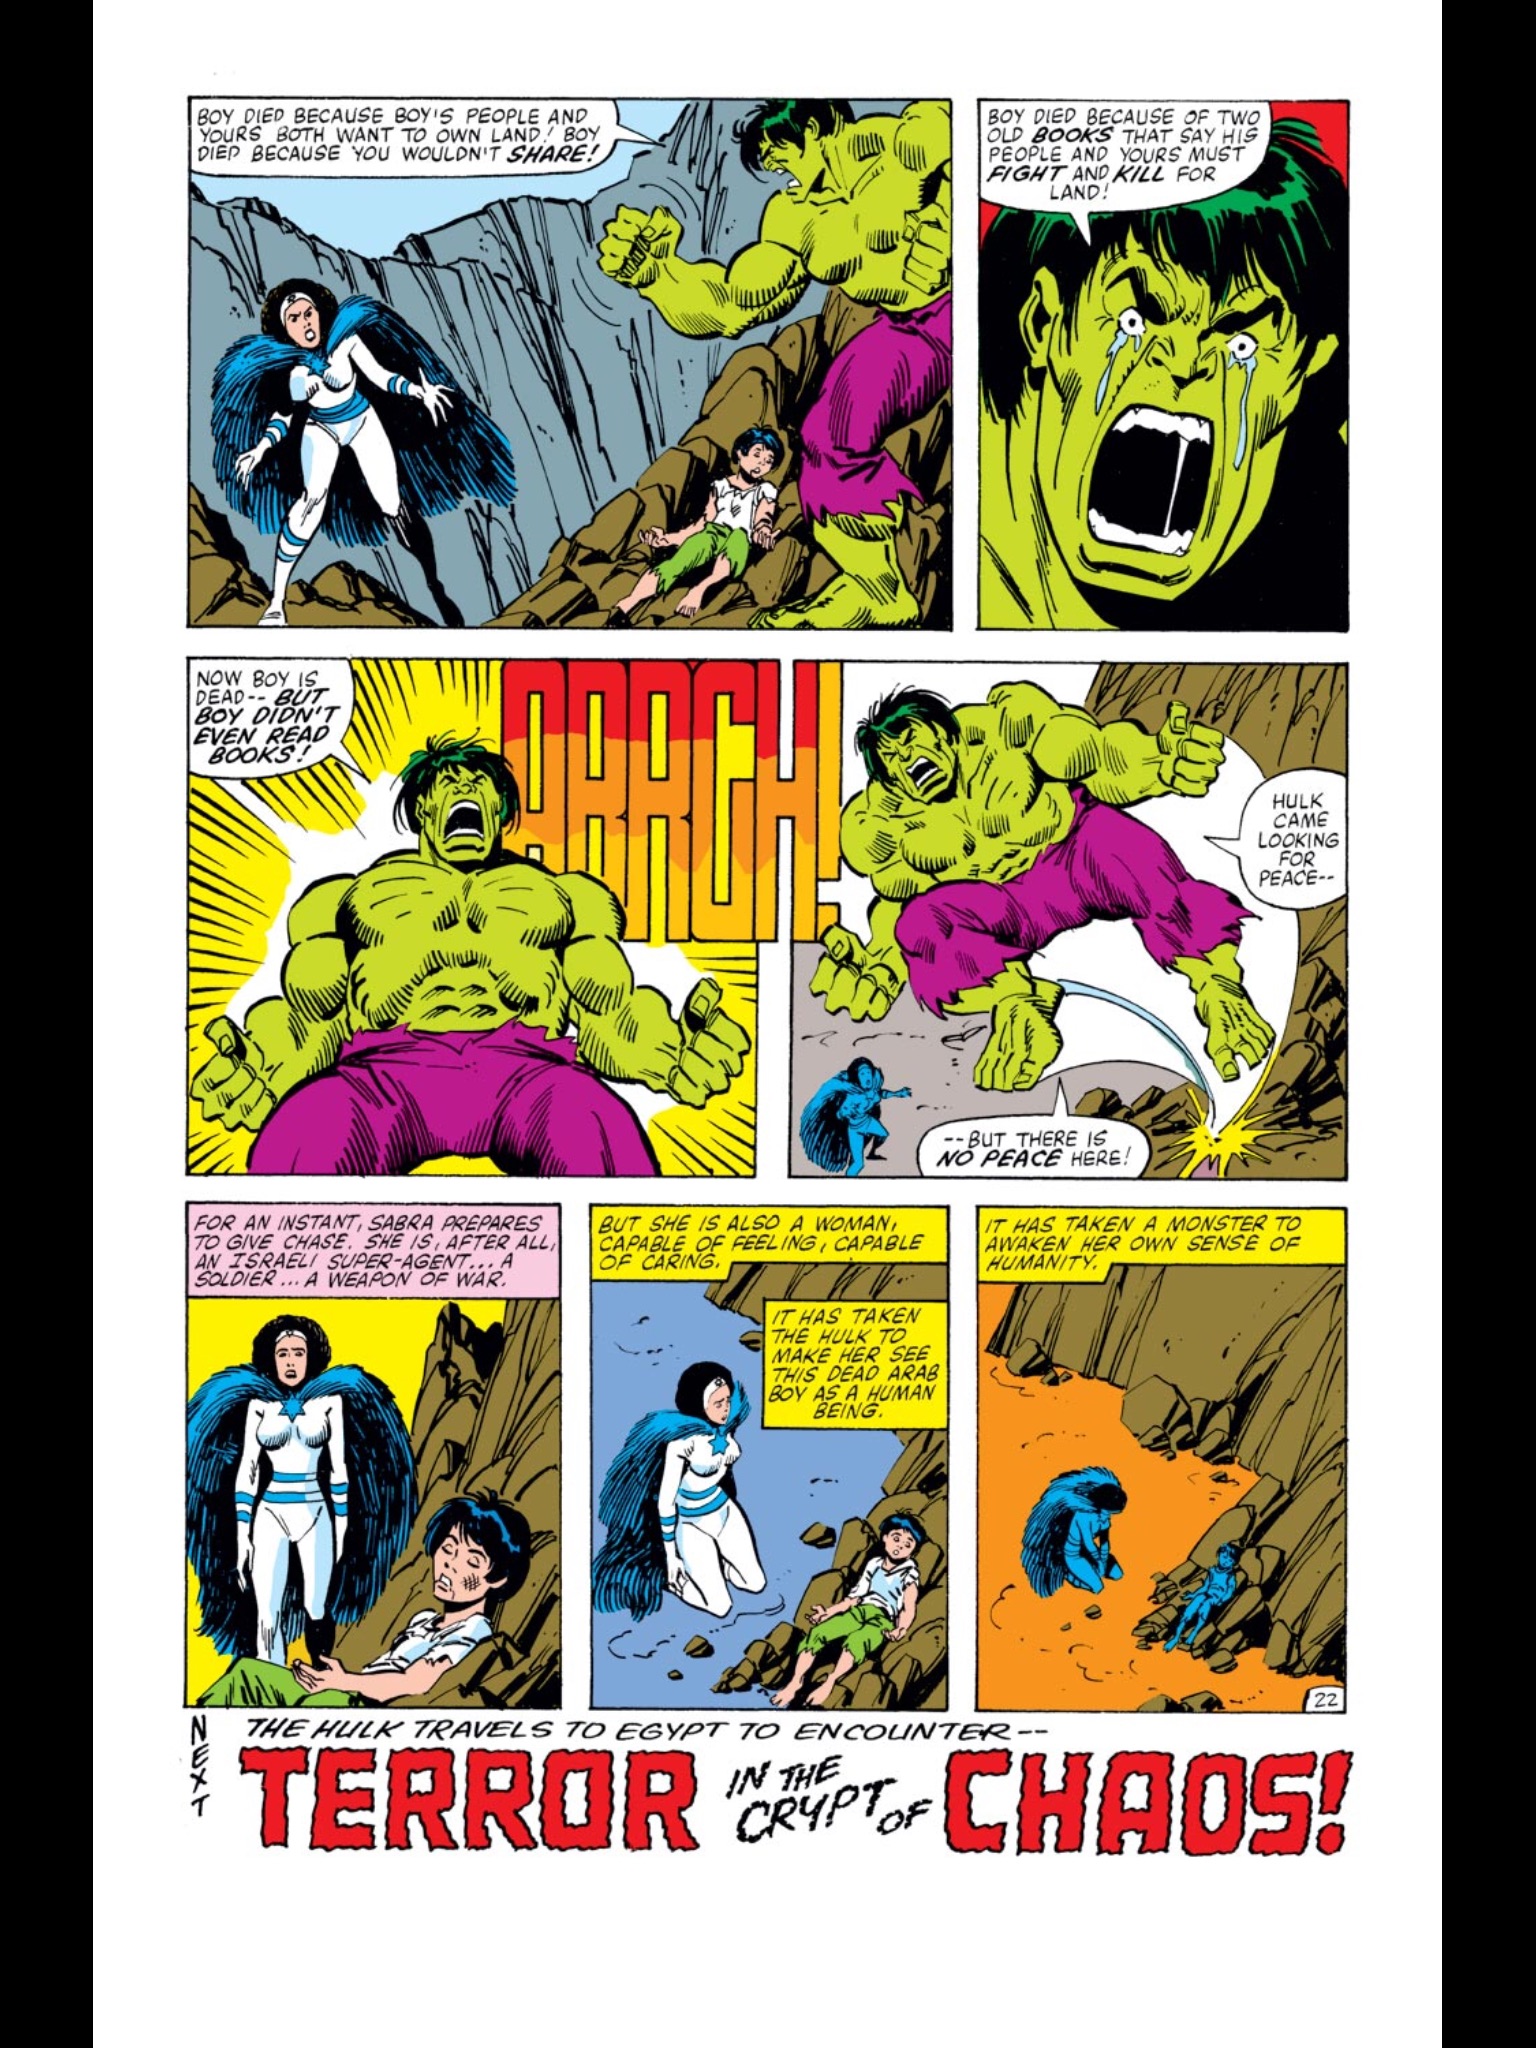 BOY DIED BECAUSE BOY'S PEOPLE AND
YOURS BOTH WANT TO OWN LAND! BOY
DIED BECAUSE YOU WOULDN'T SHARE!
BOY DIED BECAUSE OF TWO
OLD BOOKS THAT SAY HIS
PEOPLE AND YOURS MUST
FIGHT AND KILL FOR
LAND!
NOW BOY IS
DEAD-- BUT
BOY DIDN'T
EVEN READ
BOOKS!
ARRGH!
HULK
CAME
LOOKING
FOR
PEACE--
--BUT THERE IS
NO PEACE HERE!
FOR AN INSTANT, SABRA PREPARES
TO GIVE CHASE. SHE IS, AFTER ALL,
AN ISRAELI SUPER-AGENT... A
SOLDIER... A WEAPON OF WAR.
BUT SHE IS ALSO A WOMAN,
CAPABLE OF FEELING, CAPABLE
OF CARING.
IT HAS TAKEN
THE HULK TO
MAKE HER SEE
THIS DEAD ARAB
BOY AS A HUMAN
BEING.
IT HAS TAKEN A MONSTER TO
AWAKEN HER OWN SENSE OF
HUMANITY.
22
NEXT
THE HULK TRAVELS TO EGYPT TO ENCOUNTER--
TERROR IN THE CRYPT OF CHAOS!